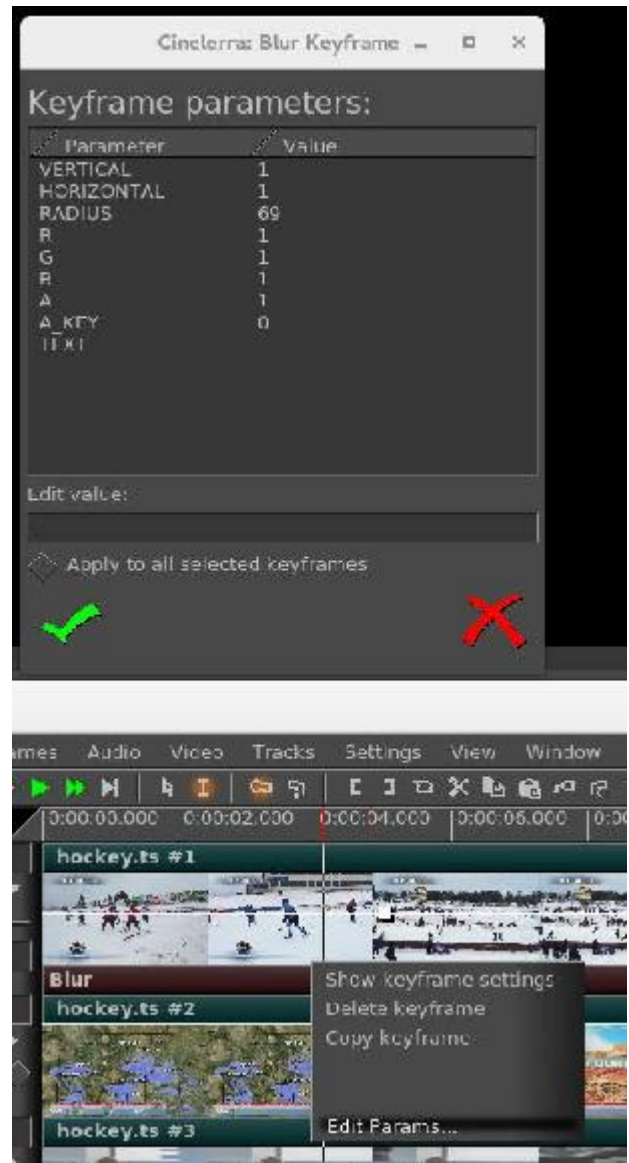 Cinelerra: Blur Keyframe
Keyframe parameters:
Parameter Value
VERTICAL 1
HORIZONTAL 1
RADIUS 69
R 1
G 1
B 1
A 1
A_KEY 0
TEXT
Edit value:
Apply to all selected keyframes
ames Audio Video Tracks Settings View Window
0:00:00.000 0:00:02.000 0:00:04.000 0:00:06.000 0:00
hockey.ts #1
Blur
Show keyframe settings
hockey.ts #2
Delete keyframe
Copy keyframe
Edit Params...
hockey.ts #3